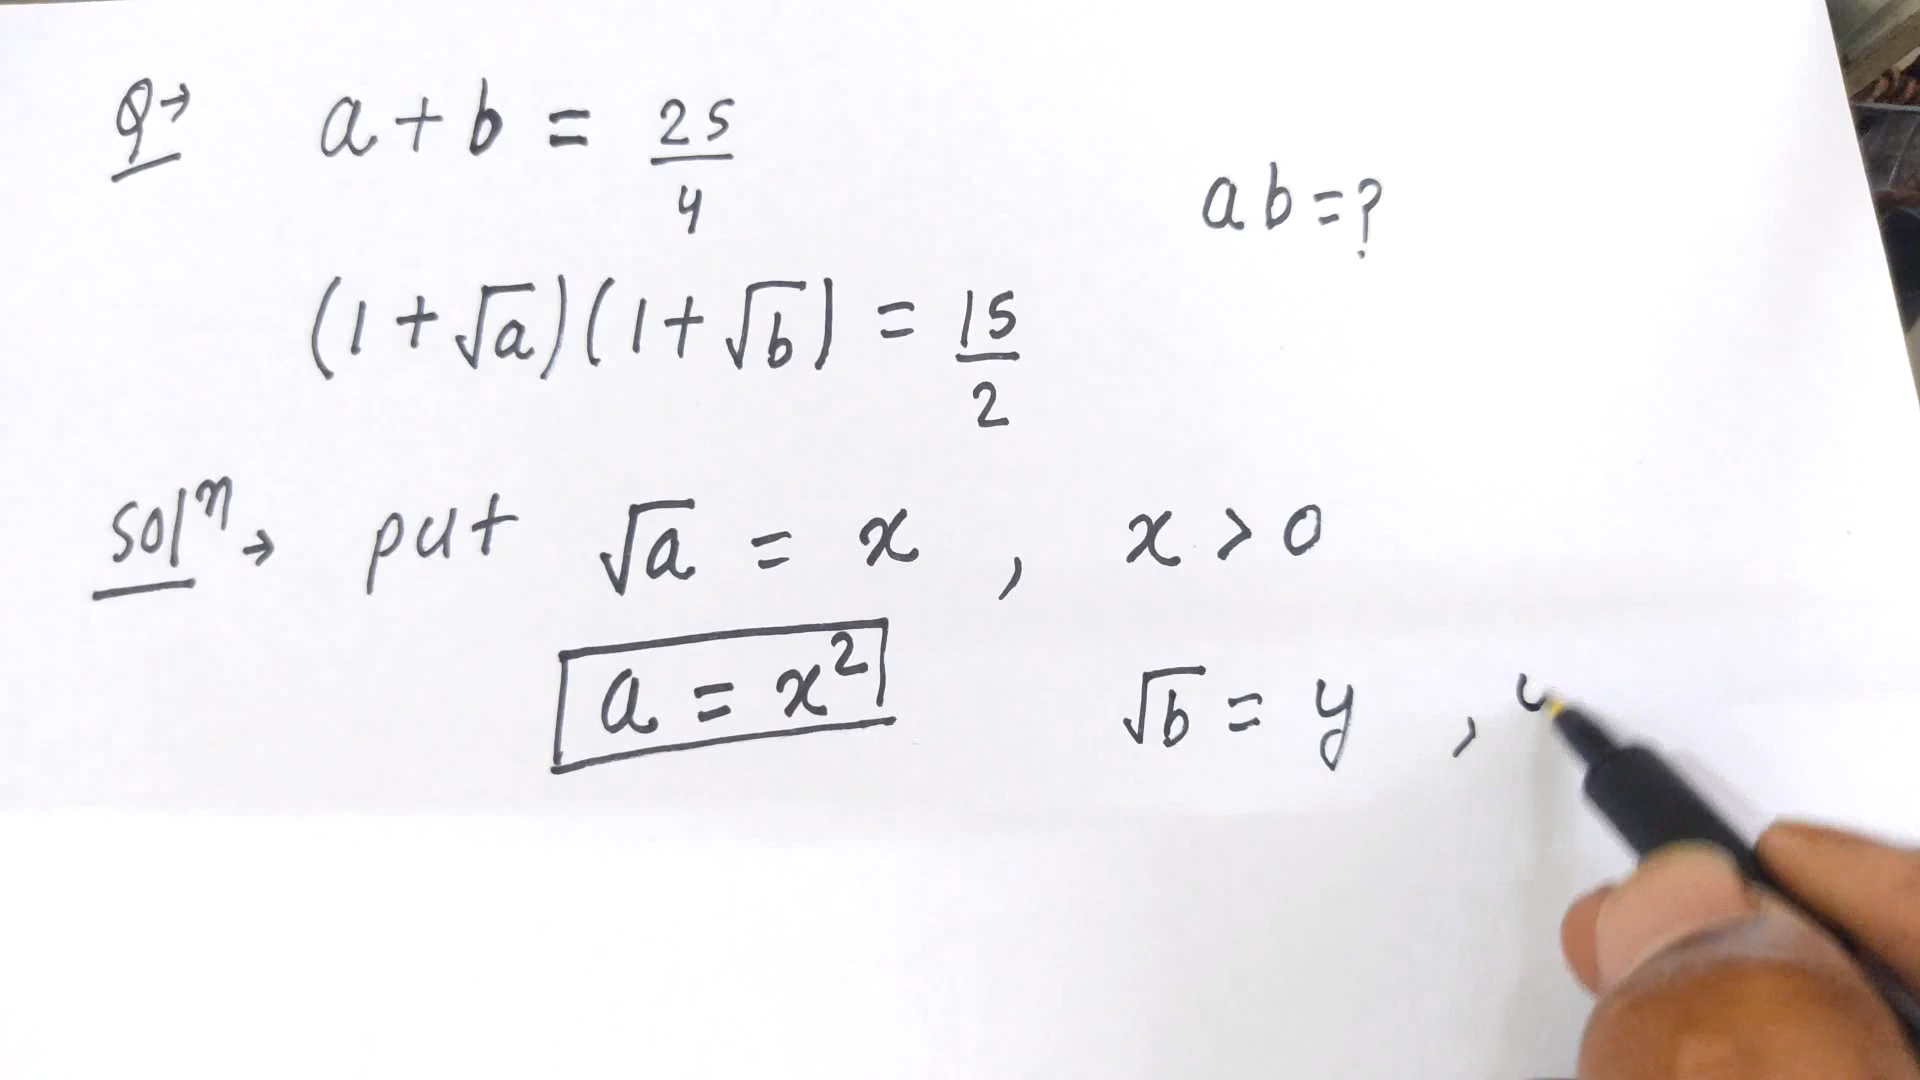 Q→ a + b = 25/4
ab = ?
(1 + √a)(1 + √b) = 15/2
solⁿ→ put √a = x , x > 0
a = x²
√b = y ,